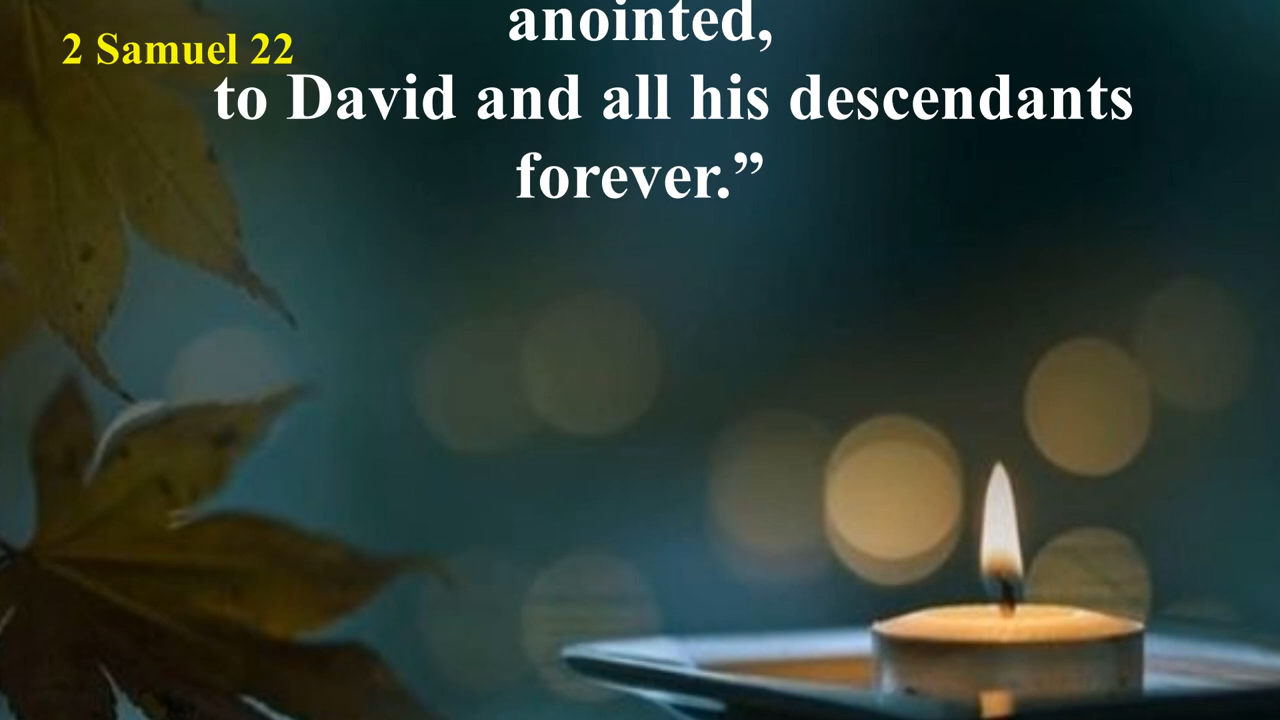 anointed,
2 Samuel 22
to David and all his descendants
forever.”